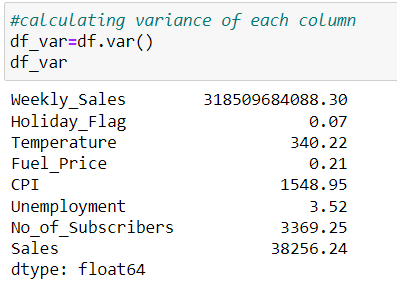 #calculating variance of each column
df_var=df.var()
df_var
Weekly_Sales 318509684088.30
Holiday_Flag 0.07
Temperature 340.22
Fuel_Price 0.21
CPI 1548.95
Unemployment 3.52
No_of_Subscribers 3369.25
Sales 38256.24
dtype: float64